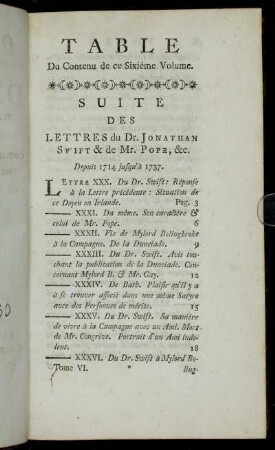 TABLE
Du Contenu de ce Sixiéme Volume.
SUITE
DES
LETTRES du Dr. JONATHAN
SWIFT & de Mr. POPE, &c.
Depuis 1714 jusqu'à 1737.
LETTRE XXX. Du Dr. Swift: Réponse
à la Lettre précédente: Situation de
ce Doyen en Irlande. Pag. 3
—— XXXI. Du même. Son caractére &
celui de Mr. Pope. 6
—— XXXII. Vie de Mylord Bolingbroke
à la Campagne. De la Dunciade. 9
—— XXXIII. Du Dr. Swift. Avis tou-
chant la publication de la Dunciade. Con-
cernant Mylord B. & Mr. Gay. 12
—— XXXIV. De Bath. Plaisir qu'il y a
à se trouver associé dans une même Satyre
avec des Personnes de mérite. 15
—— XXXV. Du Dr. Swift. Sa maniére
de vivre à la Campagne avec un Ami. Mort
de Mr. Congréve. Portrait d'un Ami indo-
lent. 18
—— XXXVI. Du Dr. Swift à Mylord Bo-
Tome VI. * ling-